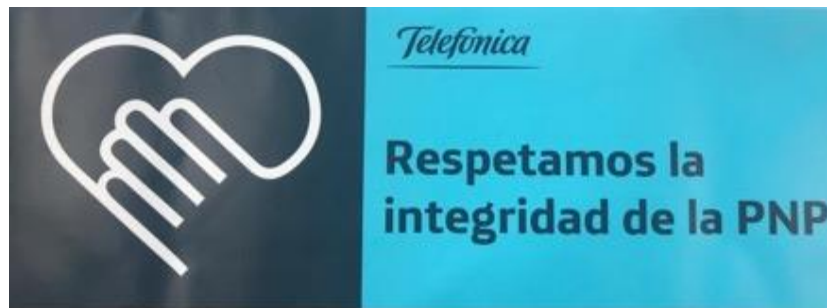 Telefónica
Respetamos la
integridad de la PNP